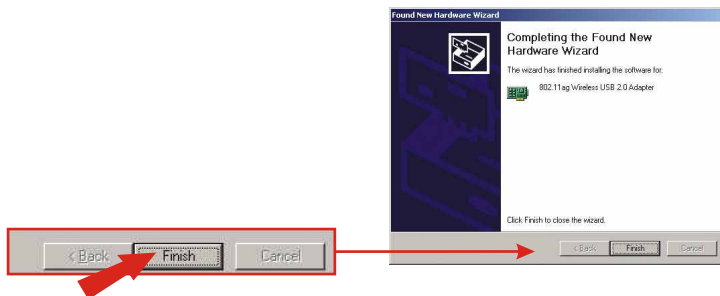 Found New Hardware Wizard
Completing the Found New
Hardware Wizard
The wizard has finished installing the software for:
802.11ag Wireless USB 2.0 Adapter
Click Finish to close the wizard.
< Back Finish Cancel
< Back Finish Cancel